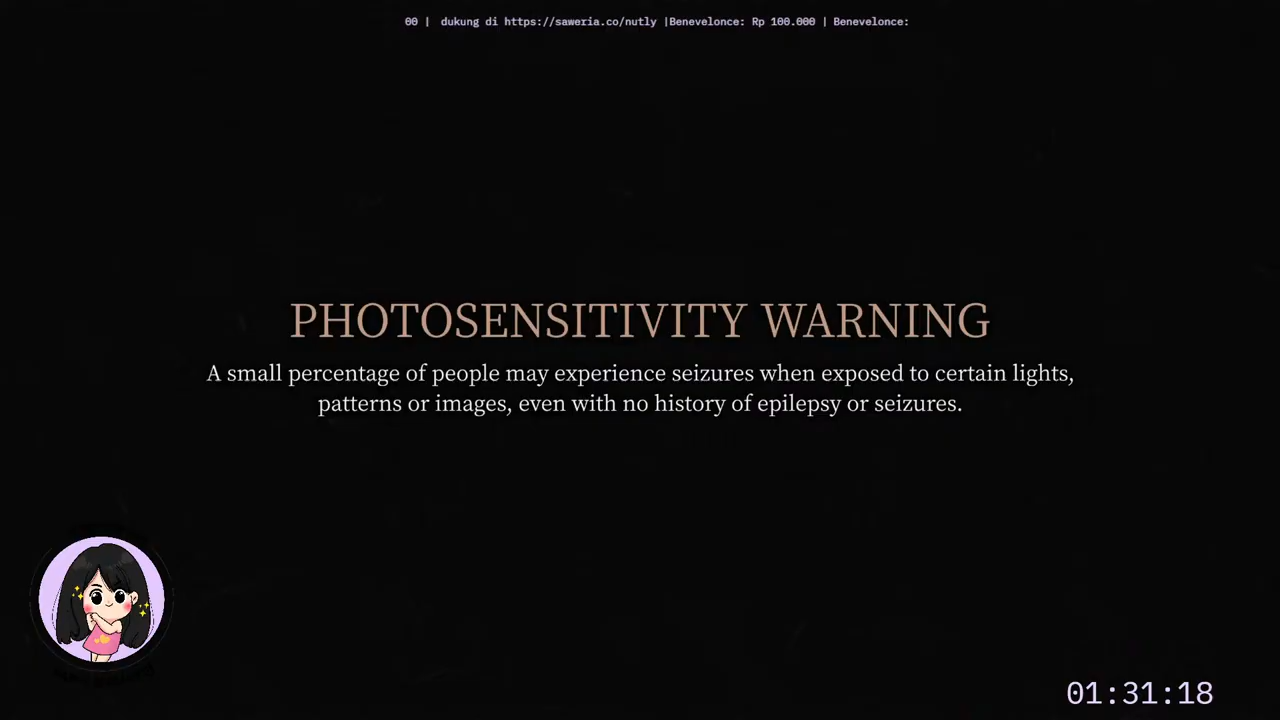 00 | dukung di https://saweria.co/nutly |Benevelonce: Rp 100.000 | Benevelonce:
PHOTOSENSITIVITY WARNING
A small percentage of people may experience seizures when exposed to certain lights,
patterns or images, even with no history of epilepsy or seizures.
01:31:18